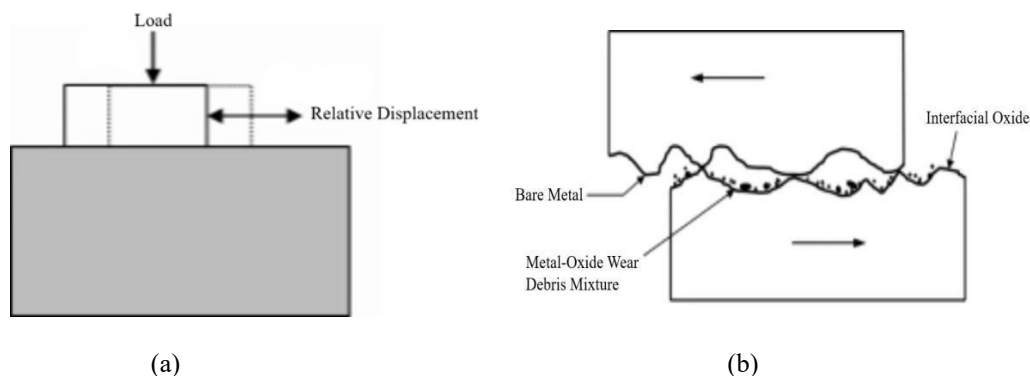 Load
Relative Displacement
(a)
Interfacial Oxide
Bare Metal
Metal-Oxide Wear
Debris Mixture
(b)